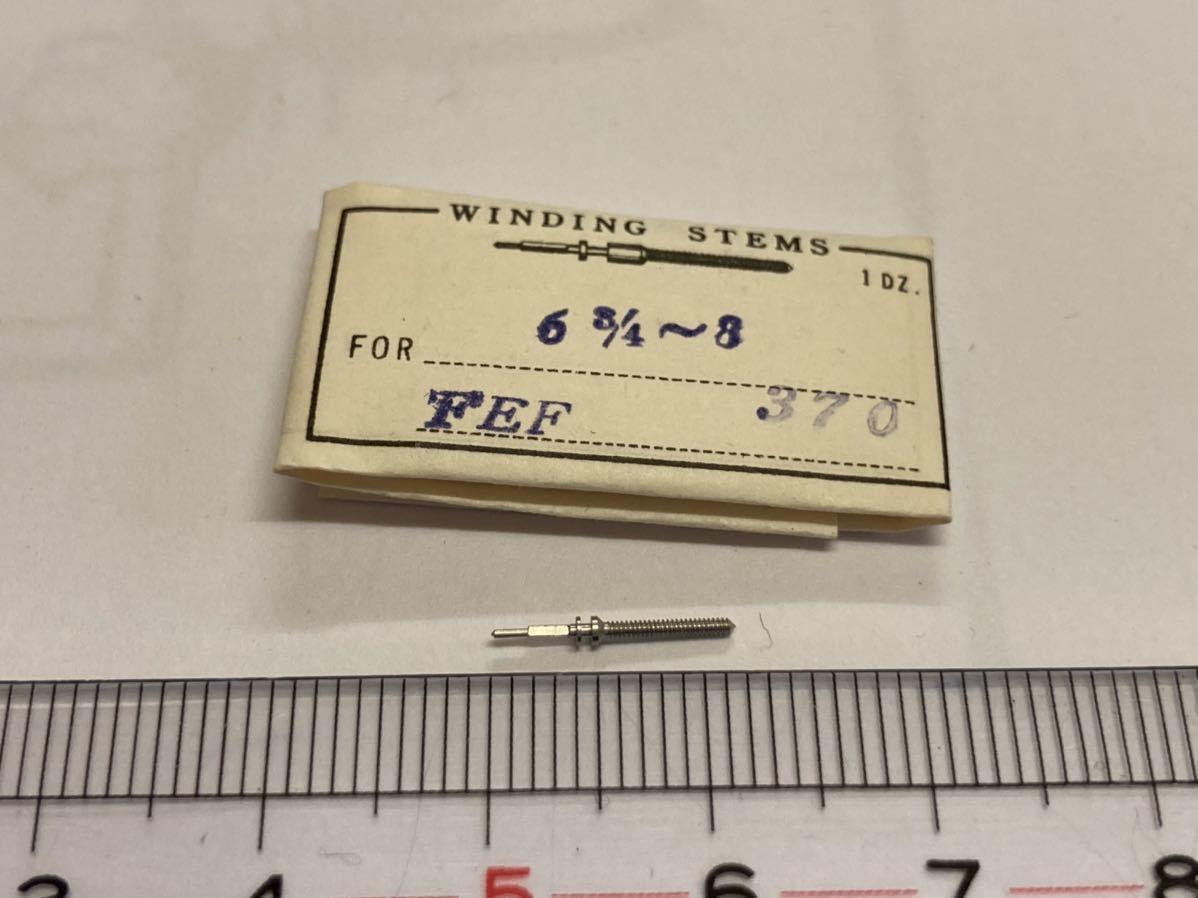 WINDING STEMS
1 DZ.
FOR 6 3/4 ~ 8
FEF 370
3 4 5 6 7 8